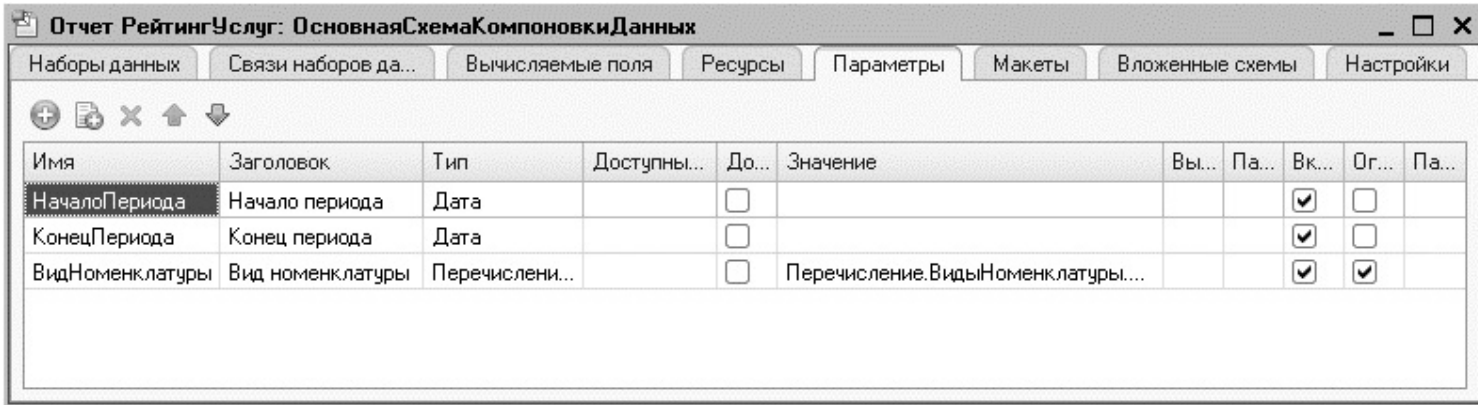 Отчет РейтингУслуг: ОсновнаяСхемаКомпоновкиДанных
Наборы данных Связи наборов да... Вычисляемые поля Ресурсы Параметры Макеты Вложенные схемы Настройки
Имя Заголовок Тип Доступны... До... Значение Вы... Па... Вк... Ог... Па...
НачалоПериода Начало периода Дата
КонецПериода Конец периода Дата
ВидНоменклатуры Вид номенклатуры Перечислени... Перечисление.ВидыНоменклатуры....